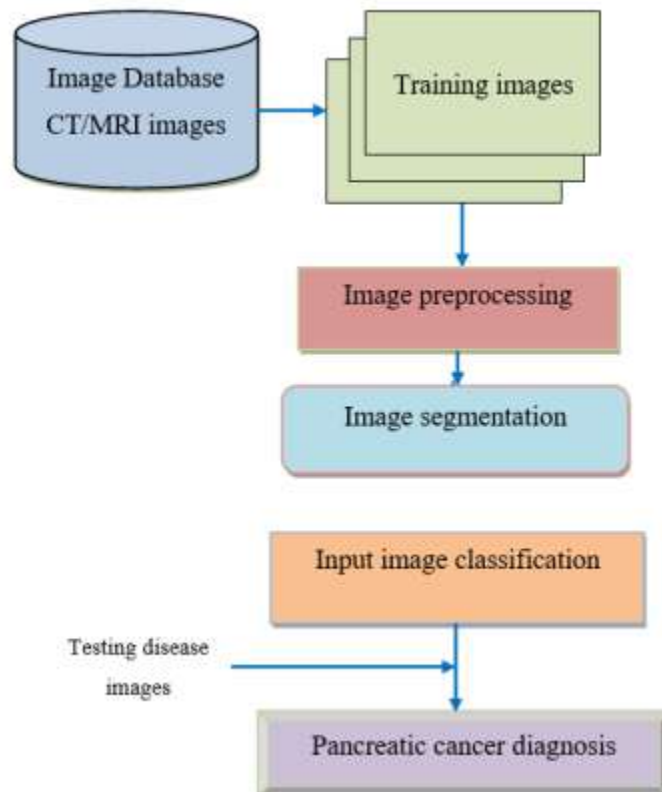 Image Database
CT/MRI images
Training images
Image preprocessing
Image segmentation
Input image classification
Testing disease
images
Pancreatic cancer diagnosis